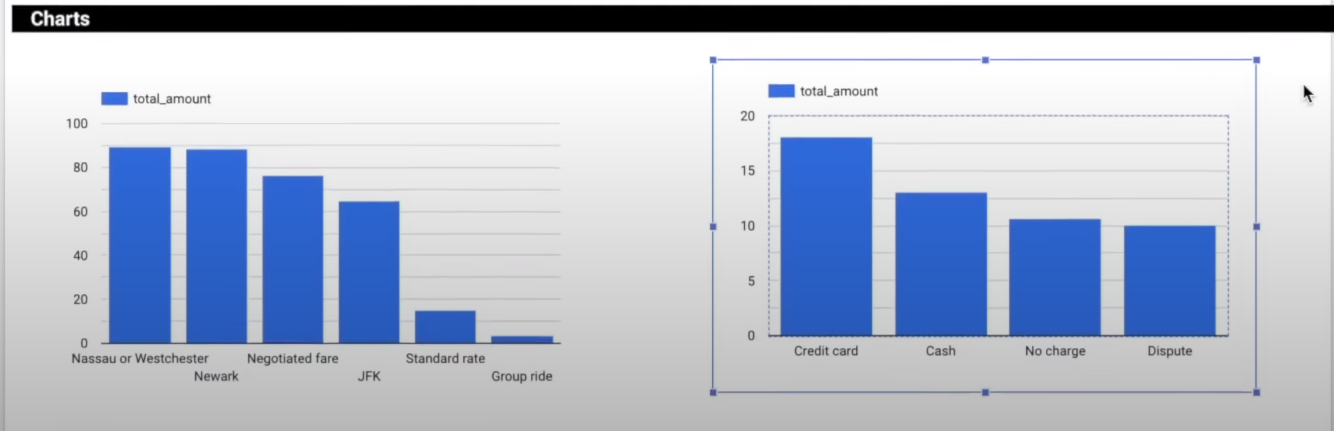 Charts
total_amount
100
80
60
40
20
0
Nassau or Westchester
Newark
Negotiated fare
JFK
Standard rate
Group ride
total_amount
20
15
10
5
0
Credit card
Cash
No charge
Dispute